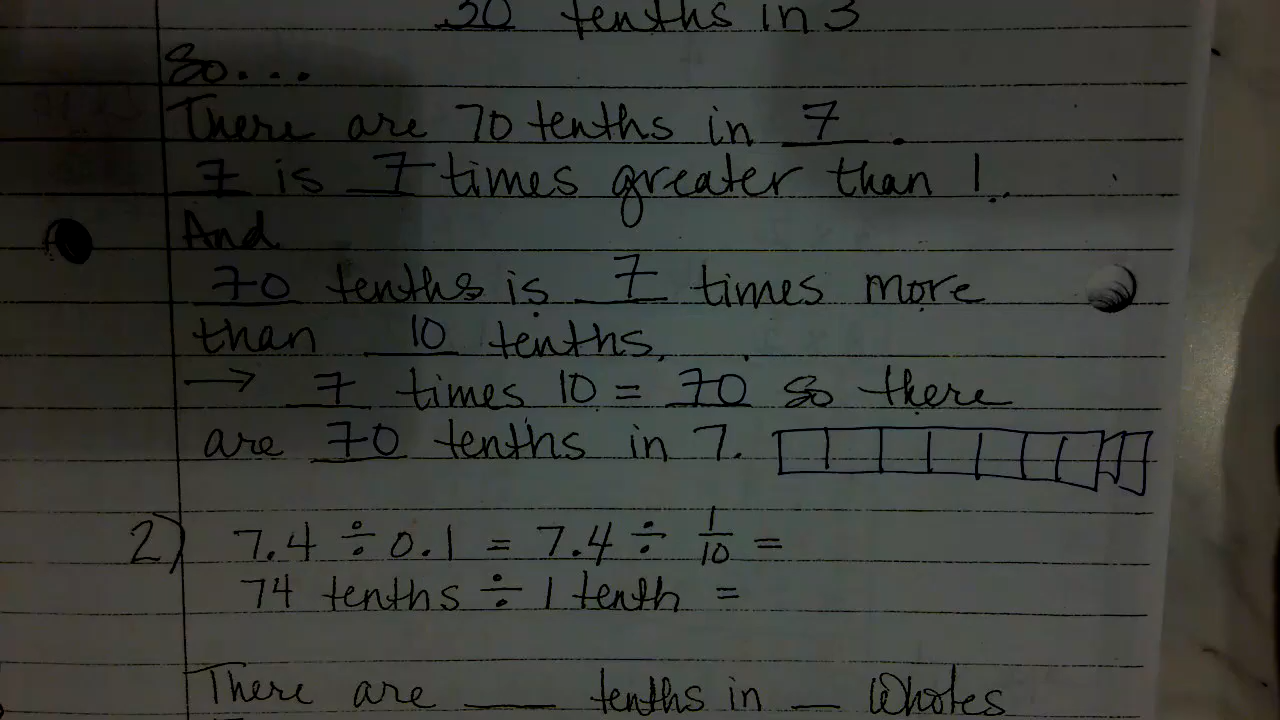 30 tenths in 3
So...
There are 70 tenths in 7.
7 is 7 times greater than 1.
And
70 tenths is 7 times more
than 10 tenths.
→ 7 times 10 = 70 so there
are 70 tenths in 7.
2) 7.4 ÷ 0.1 = 7.4 ÷ 1/10 =
74 tenths ÷ 1 tenth =
There are ___ tenths in __ Wholes